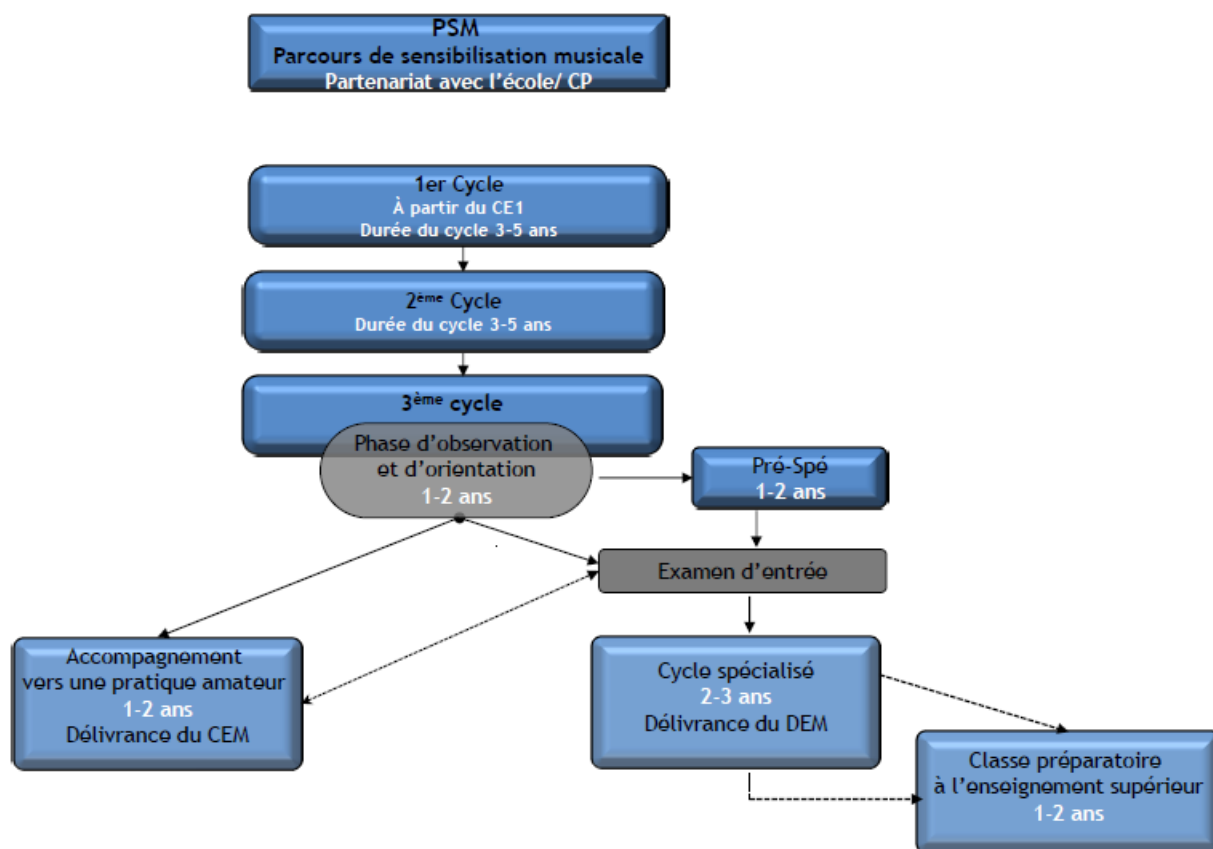 PSM
Parcours de sensibilisation musicale
Partenariat avec l'école/ CP
1er Cycle
À partir du CE1
Durée du cycle 3-5 ans
2ème Cycle
Durée du cycle 3-5 ans
3ème cycle
Phase d'observation
et d'orientation
1-2 ans
Pré-Spé
1-2 ans
Examen d'entrée
Accompagnement
vers une pratique amateur
1-2 ans
Délivrance du CEM
Cycle spécialisé
2-3 ans
Délivrance du DEM
Classe préparatoire
à l'enseignement supérieur
1-2 ans